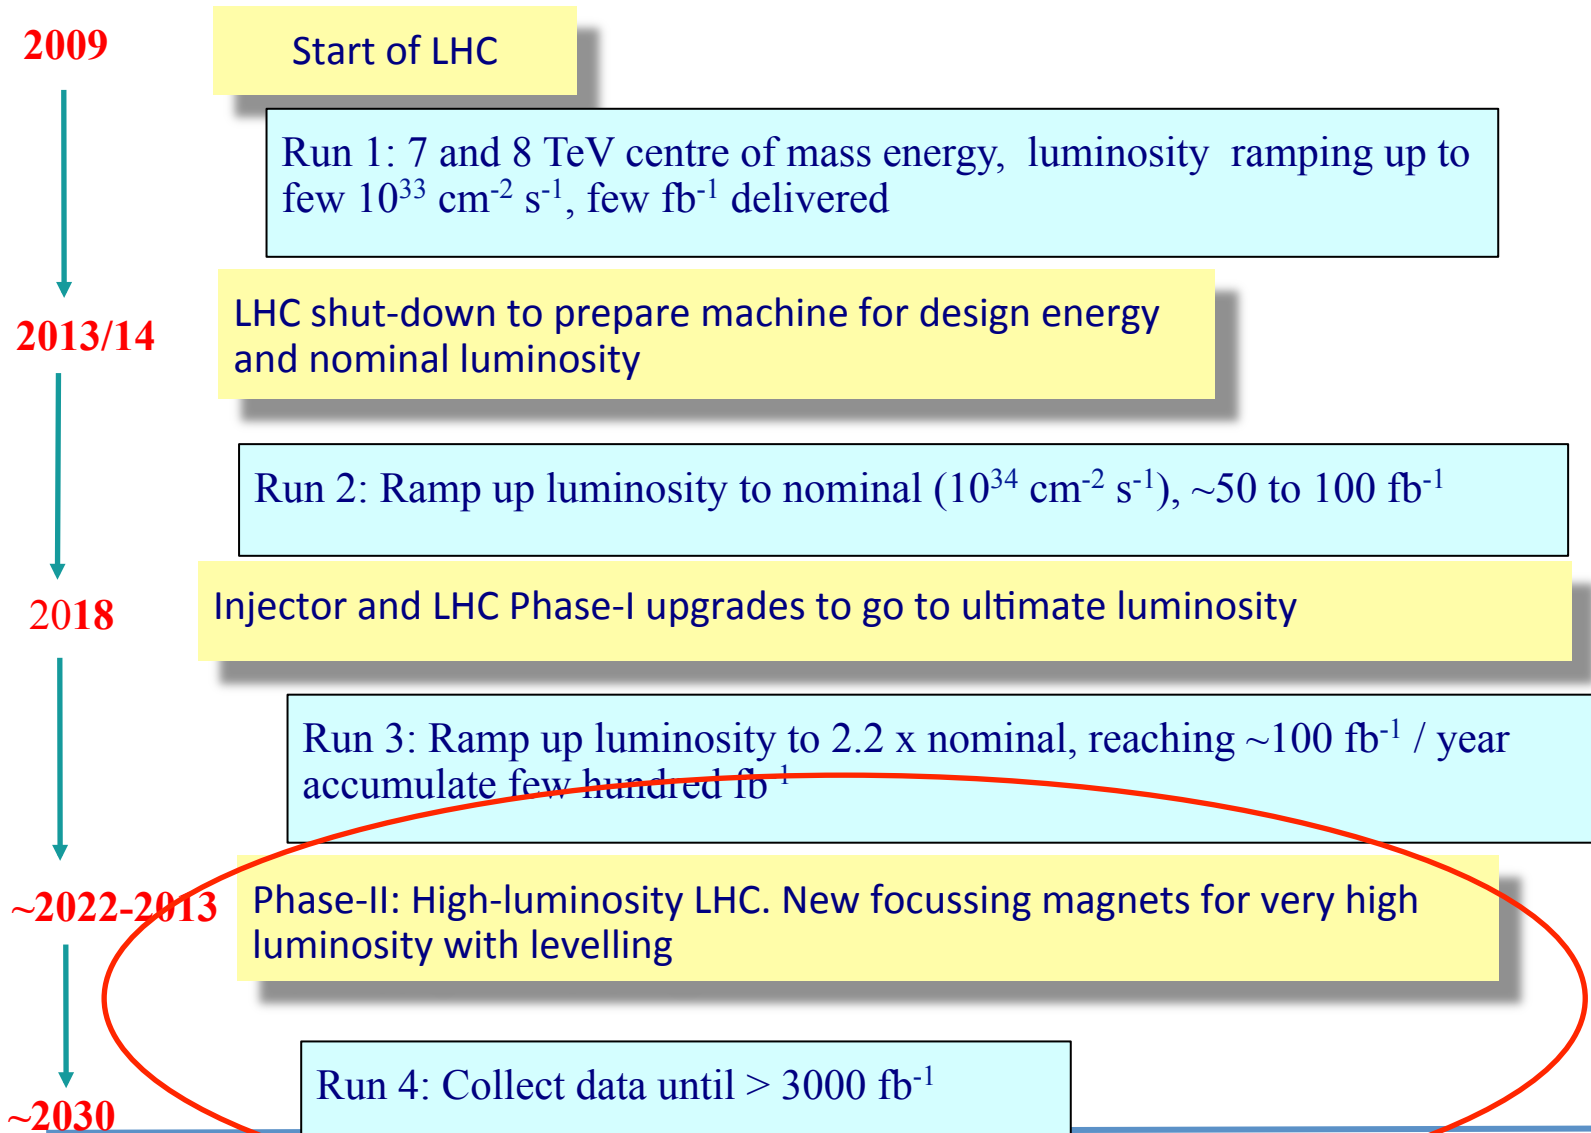 2009
Start of LHC
Run 1: 7 and 8 TeV centre of mass energy, luminosity ramping up to
few 10³³ cm⁻² s⁻¹, few fb⁻¹ delivered
2013/14
LHC shut-down to prepare machine for design energy
and nominal luminosity
Run 2: Ramp up luminosity to nominal (10³⁴ cm⁻² s⁻¹), ~50 to 100 fb⁻¹
2018
Injector and LHC Phase-I upgrades to go to ultimate luminosity
Run 3: Ramp up luminosity to 2.2 x nominal, reaching ~100 fb⁻¹ / year
accumulate few hundred fb⁻¹
~2022-2013
Phase-II: High-luminosity LHC. New focussing magnets for very high
luminosity with levelling
Run 4: Collect data until > 3000 fb⁻¹
~2030